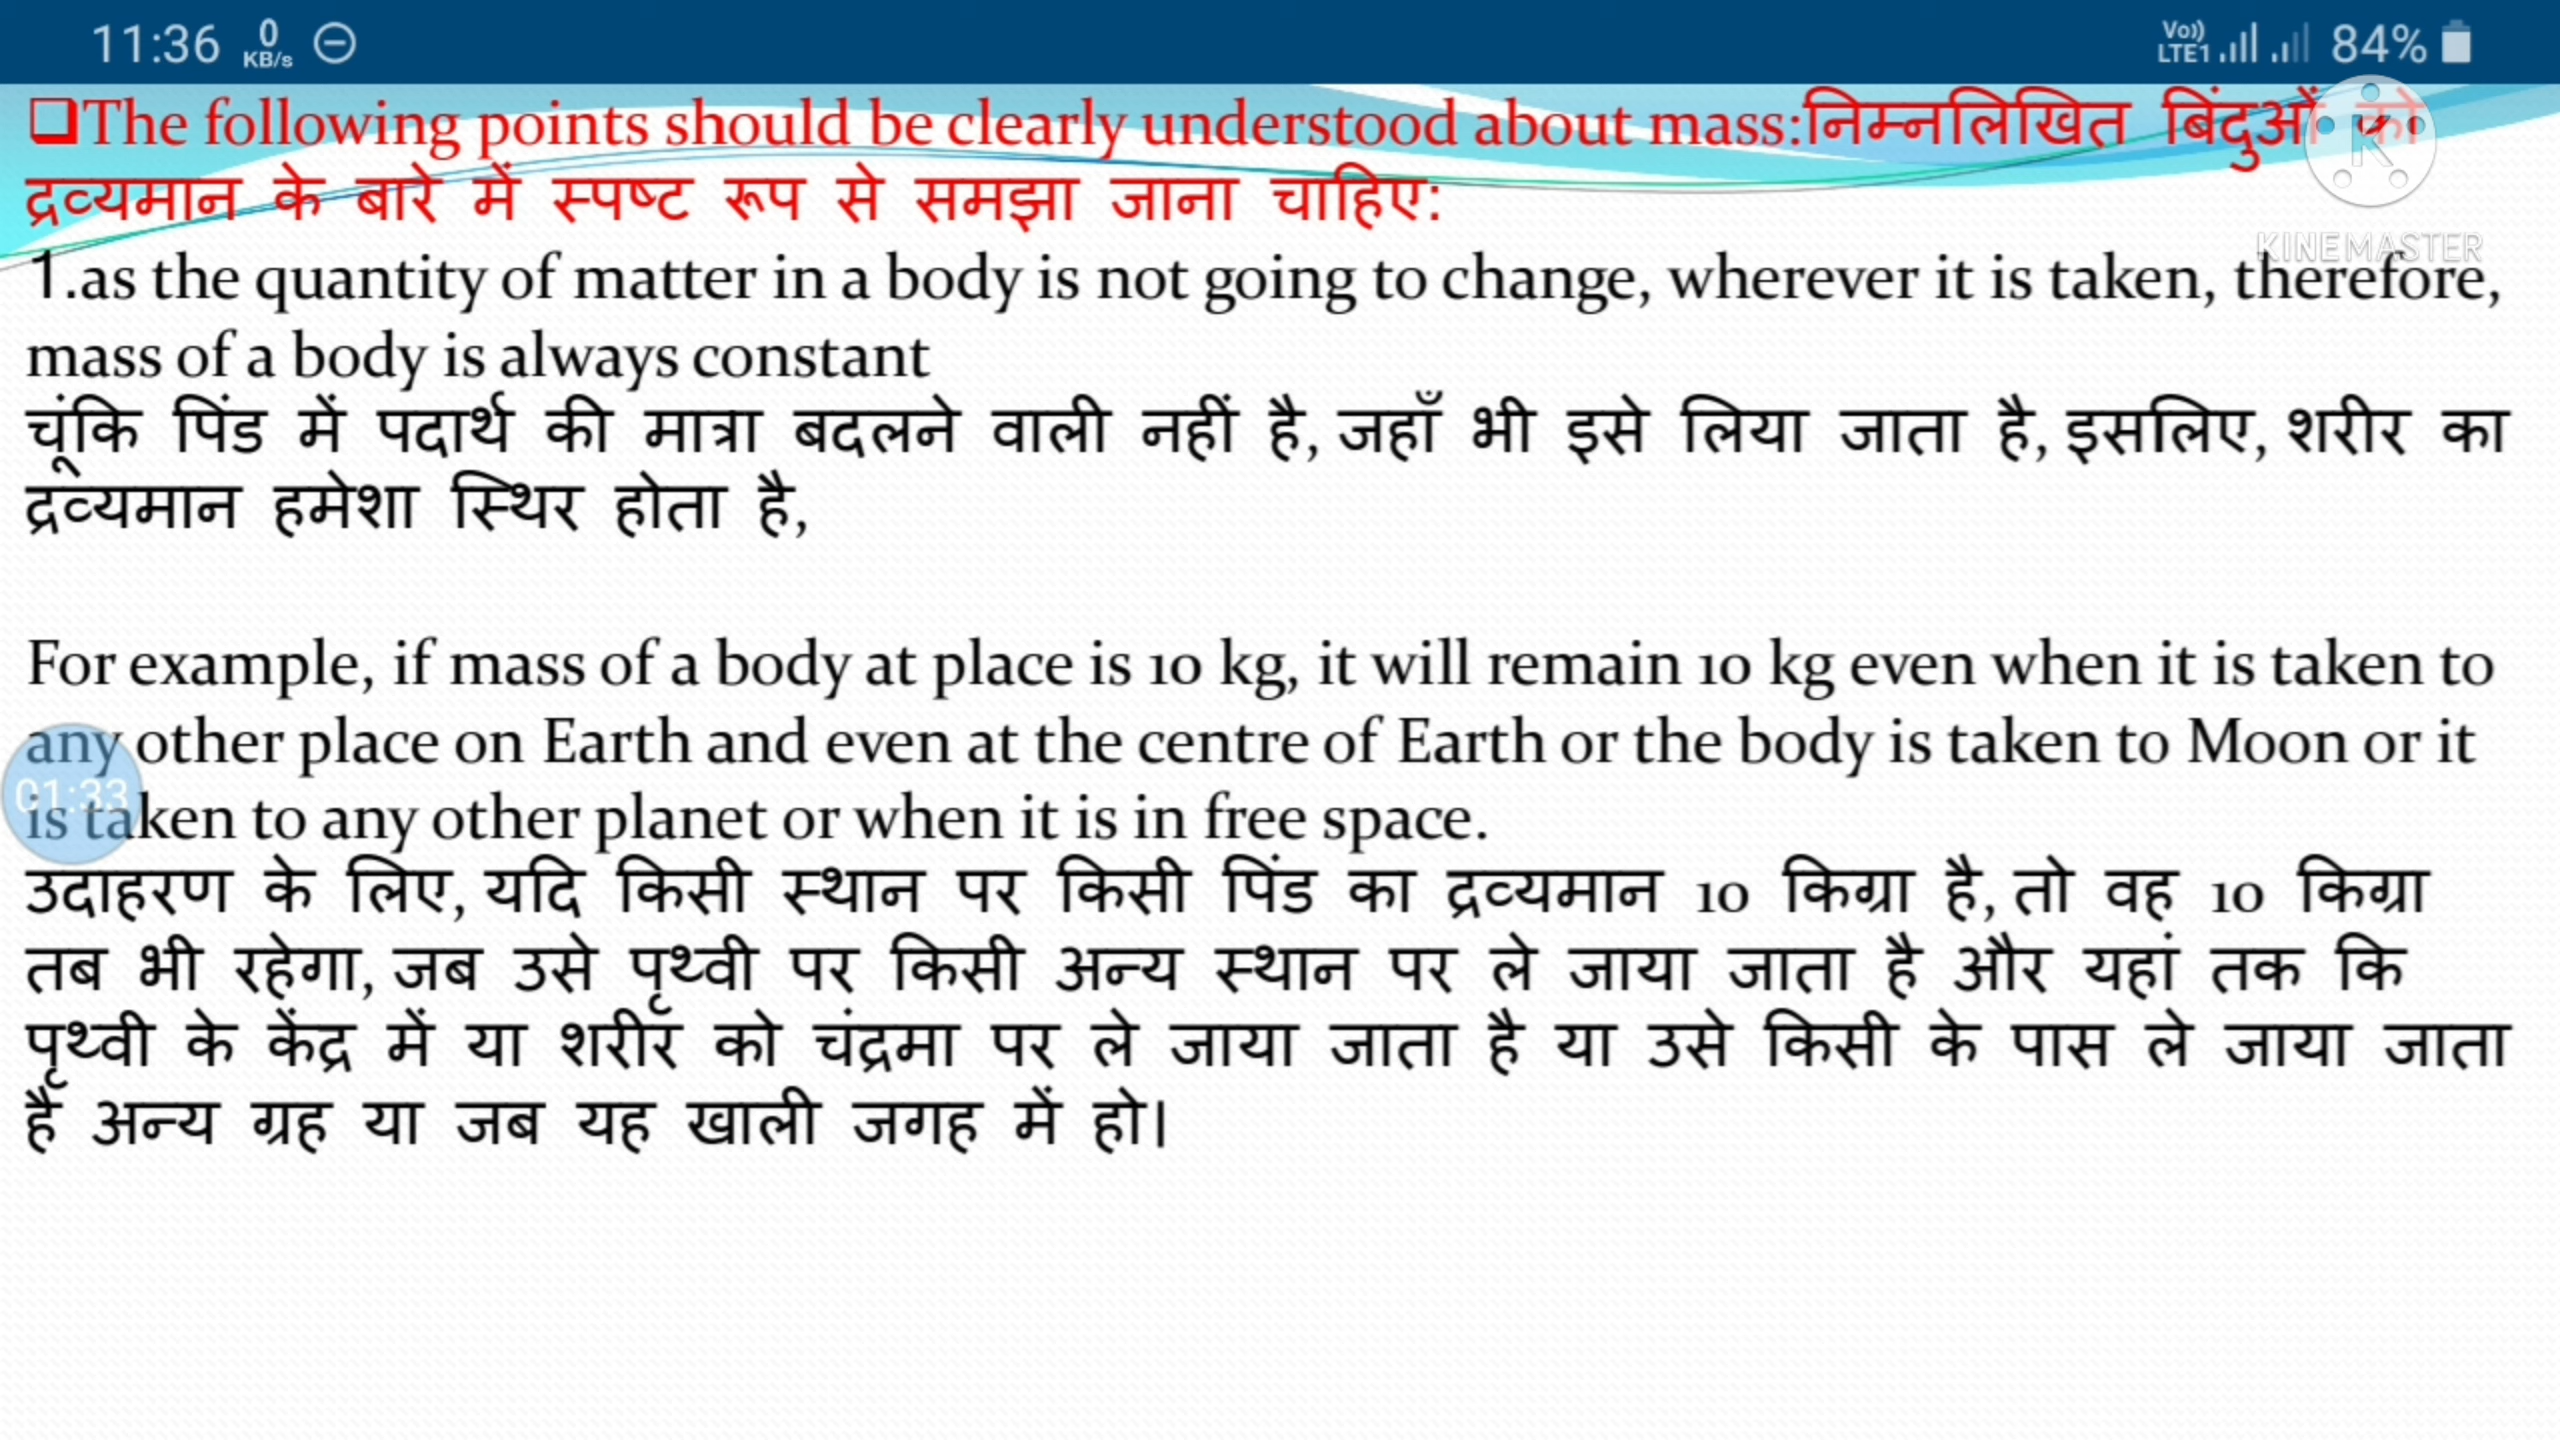 11:36 0 KB/s Vo)) LTE1 84%
❑The following points should be clearly understood about mass:निम्नलिखित बिंदुओं को
द्रव्यमान के बारे में स्पष्ट रूप से समझा जाना चाहिए:
KINEMASTER
1.as the quantity of matter in a body is not going to change, wherever it is taken, therefore,
mass of a body is always constant
चूंकि पिंड में पदार्थ की मात्रा बदलने वाली नहीं है, जहाँ भी इसे लिया जाता है, इसलिए, शरीर का
द्रव्यमान हमेशा स्थिर होता है,
For example, if mass of a body at place is 10 kg, it will remain 10 kg even when it is taken to
any other place on Earth and even at the centre of Earth or the body is taken to Moon or it
01:33
is taken to any other planet or when it is in free space.
उदाहरण के लिए, यदि किसी स्थान पर किसी पिंड का द्रव्यमान 10 किग्रा है, तो वह 10 किग्रा
तब भी रहेगा, जब उसे पृथ्वी पर किसी अन्य स्थान पर ले जाया जाता है और यहां तक कि
पृथ्वी के केंद्र में या शरीर को चंद्रमा पर ले जाया जाता है या उसे किसी के पास ले जाया जाता
है अन्य ग्रह या जब यह खाली जगह में हो।